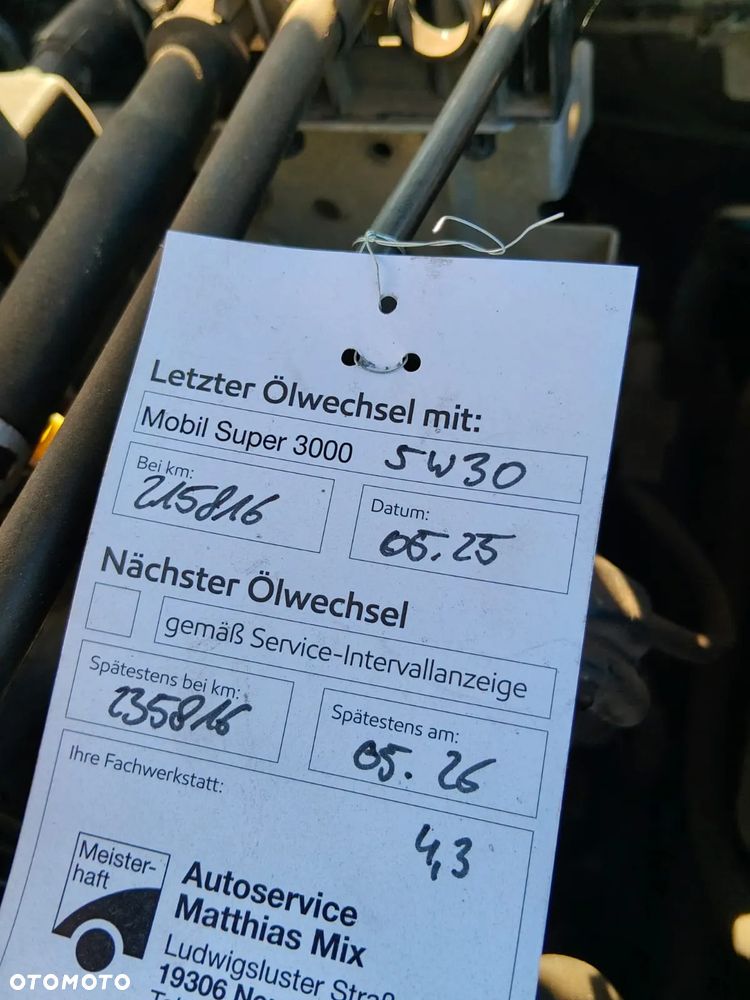 Letzter Ölwechsel mit:
Mobil Super 3000 5W30
Bei km:
215816
Datum:
05.25
Nächster Ölwechsel
gemäß Service-Intervallanzeige
Spätestens bei km:
235816
Spätestens am:
05.26
Ihre Fachwerkstatt:
4,3
Meister-
haft
Autoservice
Matthias Mix
Ludwigsluster
19306
OTOMOTO